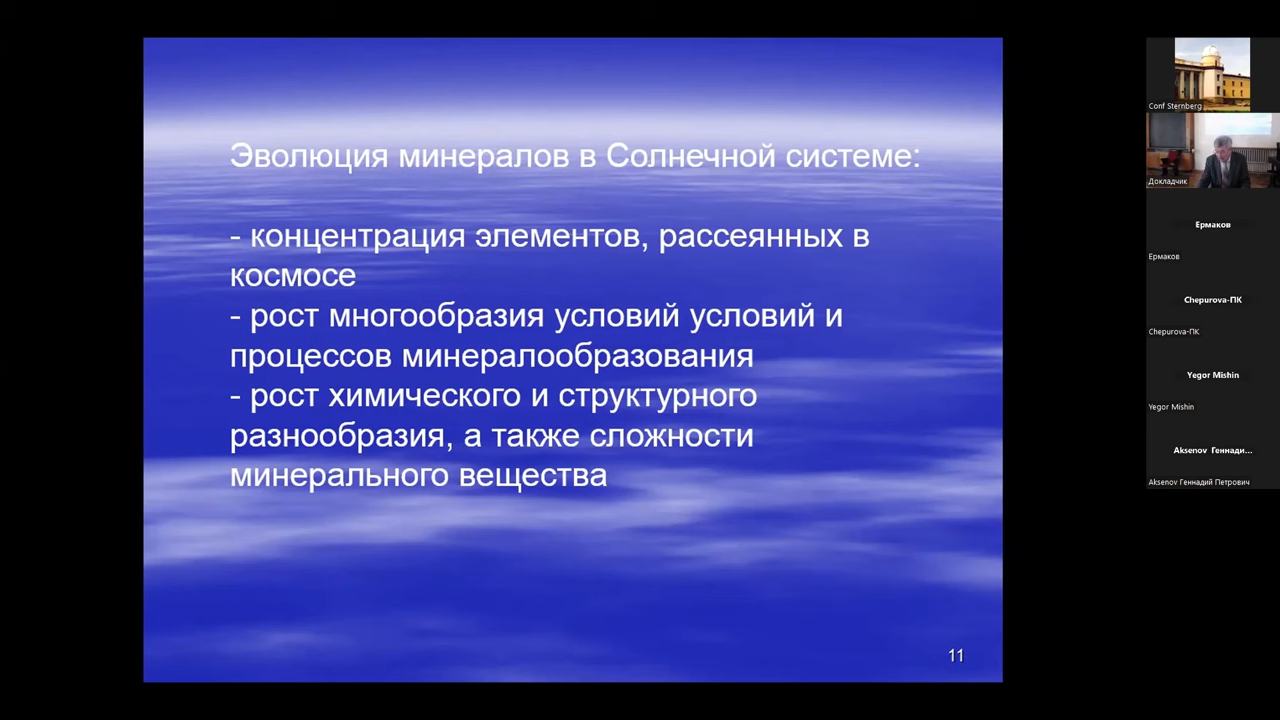 Эволюция минералов в Солнечной системе:
- концентрация элементов, рассеянных в
космосе
- рост многообразия условий условий и
процессов минералообразования
- рост химического и структурного
разнообразия, а также сложности
минерального вещества
11
Conf Sternberg
Докладчик
Ермаков
Ермаков
Chepurova-ПК
Chepurova-ПК
Yegor Mishin
Yegor Mishin
Aksenov Геннади...
Aksenov Геннадий Петрович